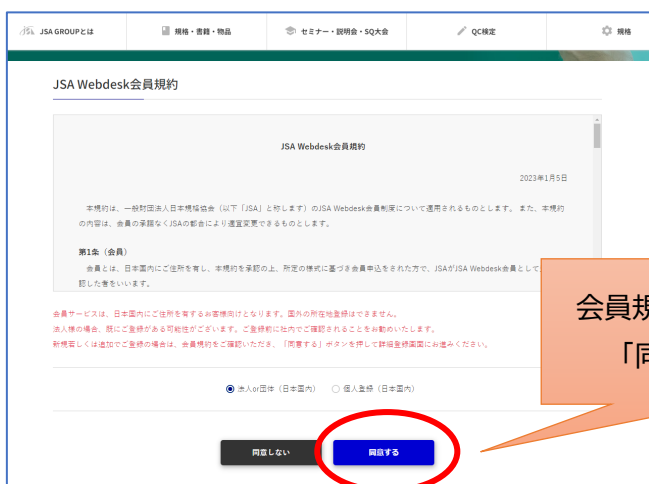 JSA GROUPとは
規格・書籍・物品
セミナー・説明会・SQ大会
QC検定
規格
JSA Webdesk会員規約
JSA Webdesk会員規約
2023年1月5日
本規約は、一般財団法人日本規格協会（以下「JSA」と称します）のJSA Webdesk会員制度について適用されるものとします。 また、本規約
の内容は、会員の承諾なくJSAの都合により適宜変更できるものとします。
第1条（会員）
会員とは、日本国内にご住所を有し、本規約を承認の上、所定の様式に基づき会員申込をされた方で、JSAがJSA Webdesk会員として
認した者をいいます。
会員サービスは、日本国内にご住所を有するお客様向けとなります。国外の所在地登録はできません。
法人様の場合、既にご登録がある可能性がございます。ご登録前に社内でご確認されることをお勧めいたします。
新規若しくは追加でご登録の場合は、会員規約をご確認いただき、「同意する」ボタンを押して詳細登録画面にお進みください。
法人or団体（日本国内） 個人登録（日本国内）
同意しない
同意する
会員規
「同